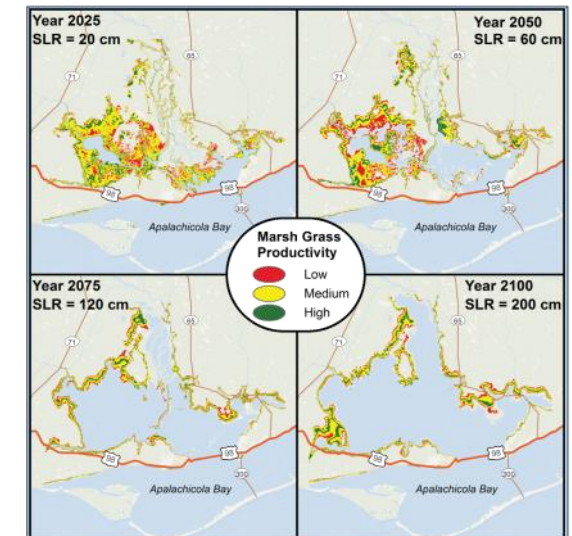 Year 2025
SLR = 20 cm
65
71
98
98
300
Apalachicola Bay
Year 2050
SLR = 60 cm
65
71
98
98
300
Apalachicola Bay
Marsh Grass
Productivity
Low
Medium
High
Year 2075
SLR = 120 cm
65
71
98
98
300
Apalachicola Bay
Year 2100
SLR = 200 cm
65
71
98
98
300
Apalachicola Bay